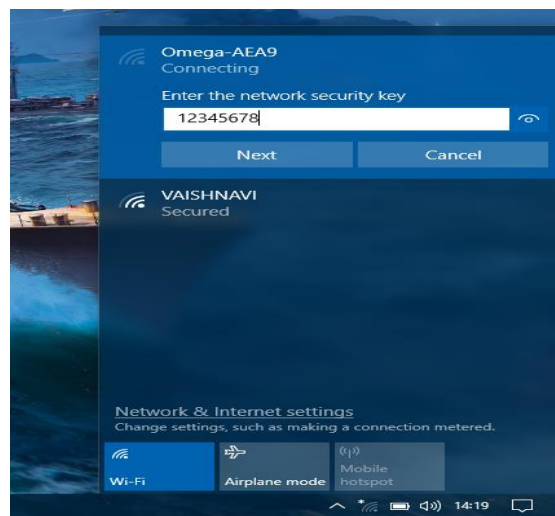 Omega-AEA9
Connecting
Enter the network security key
12345678
Next Cancel
VAISHNAVI
Secured
Network & Internet settings
Change settings, such as making a connection metered.
Wi-Fi
Airplane mode
Mobile
hotspot
14:19